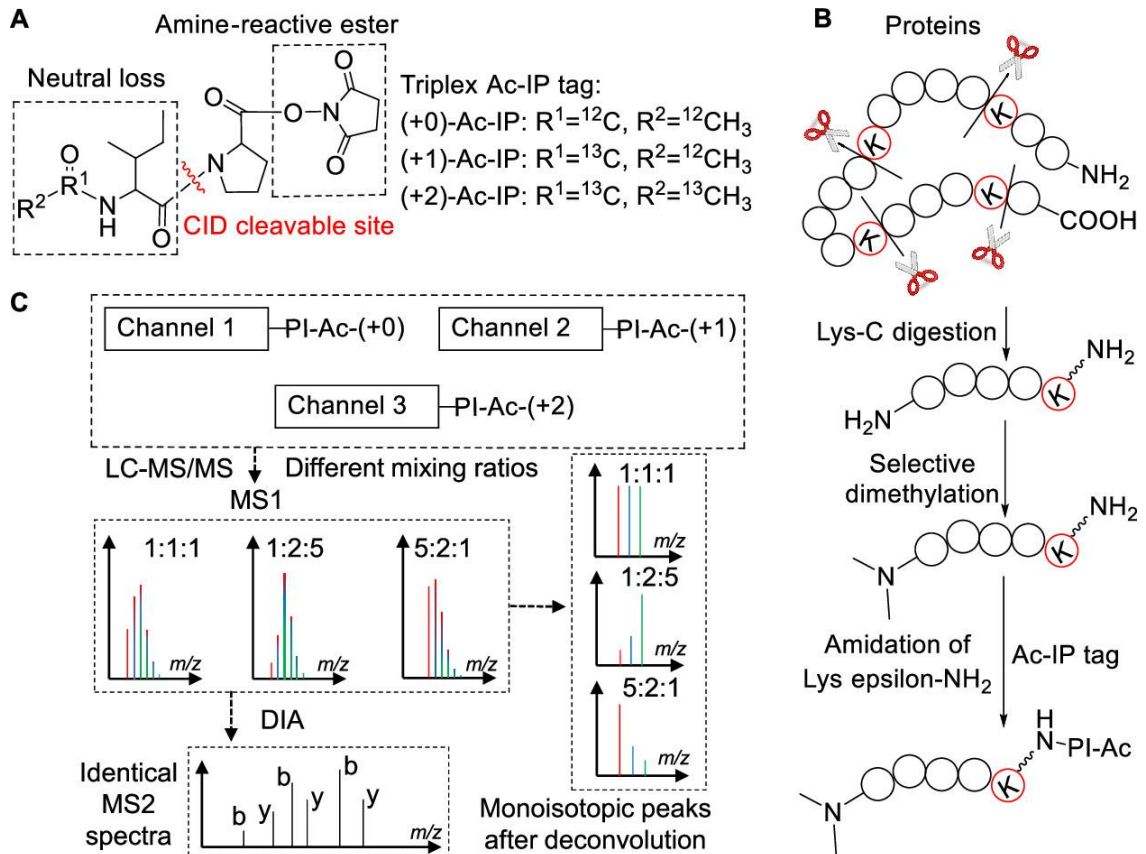 A
Amine-reactive ester
Neutral loss
O
O
O
N
O
O
R¹
R²
N
H
O
N
CID cleavable site
Triplex Ac-IP tag:
(+0)-Ac-IP: R¹=¹²C, R²=¹²CH₃
(+1)-Ac-IP: R¹=¹³C, R²=¹²CH₃
(+2)-Ac-IP: R¹=¹³C, R²=¹³CH₃
B
Proteins
K
K
NH₂
K
K
COOH
Lys-C digestion
NH₂
H₂N
K
Selective
dimethylation
NH₂
N
K
Amidation of
Lys epsilon-NH₂
Ac-IP tag
H
N-PI-Ac
N
K
C
Channel 1
PI-Ac-(+0)
Channel 2
PI-Ac-(+1)
Channel 3
PI-Ac-(+2)
LC-MS/MS
Different mixing ratios
MS1
1:1:1
m/z
1:2:5
m/z
5:2:1
m/z
1:1:1
m/z
1:2:5
m/z
5:2:1
m/z
Monoisotopic peaks
after deconvolution
DIA
Identical
MS2
spectra
b
y
b
y
b
y
m/z